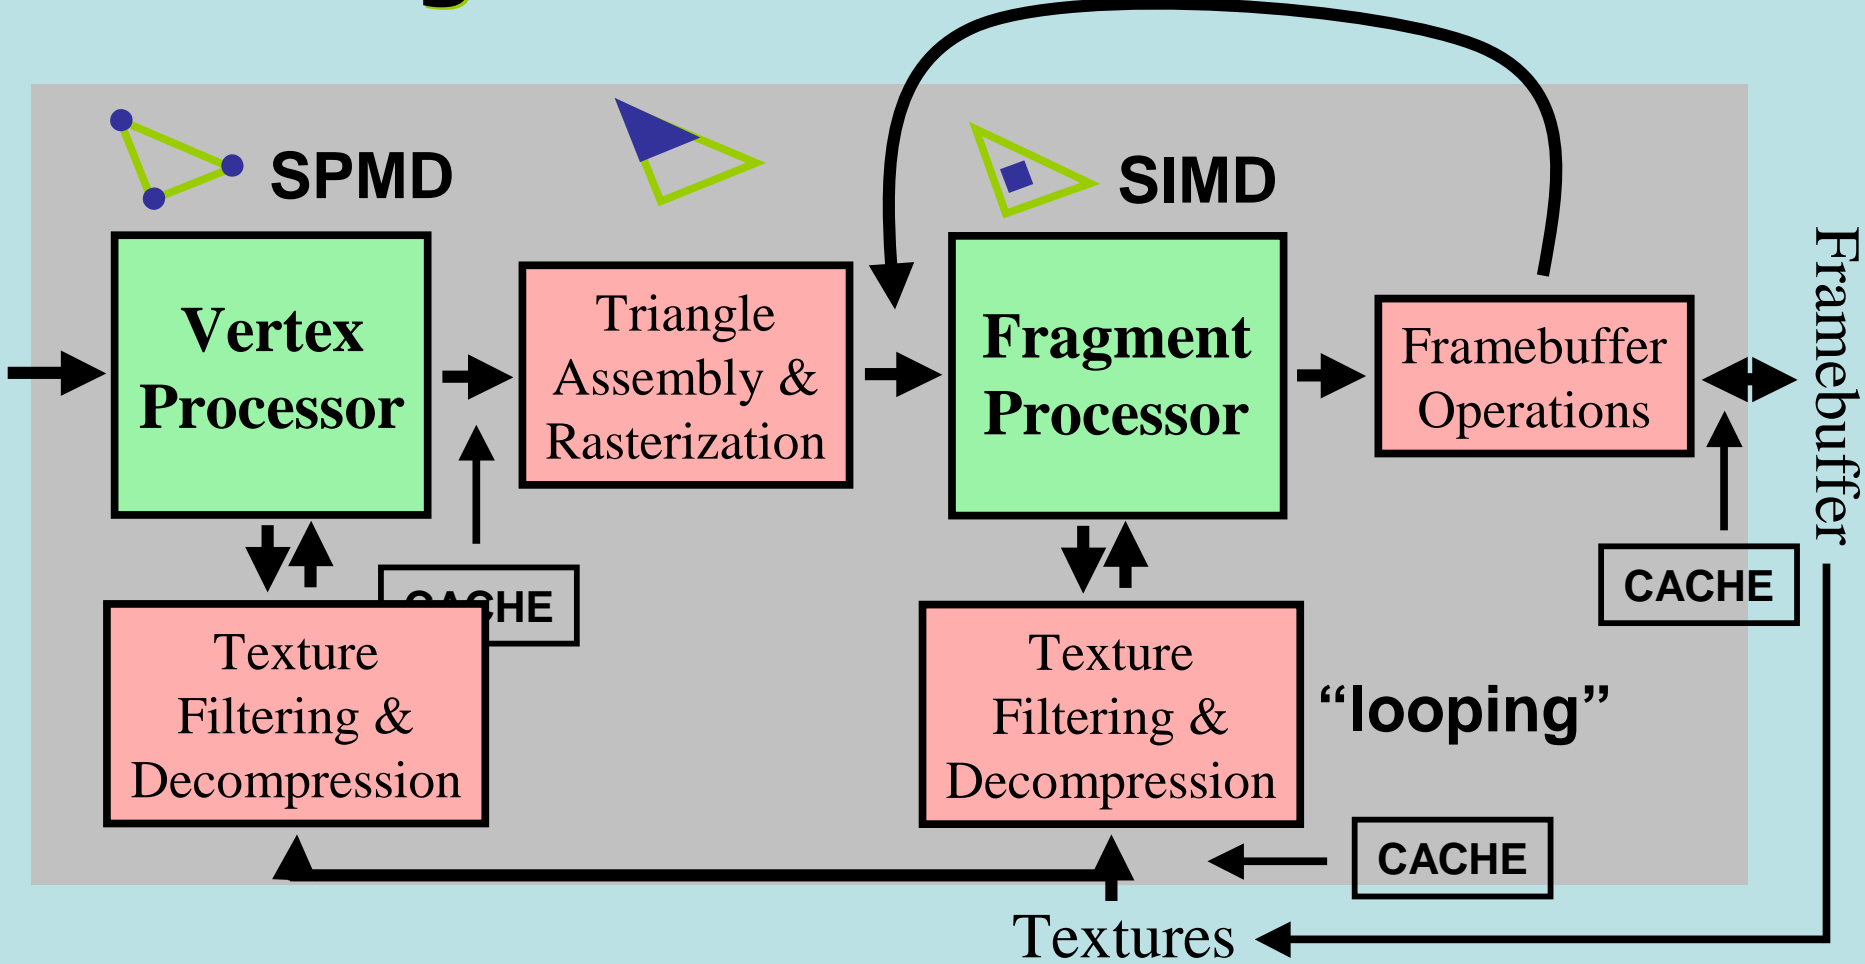 SPMD
SIMD
Vertex
Processor
Triangle
Assembly &
Rasterization
Fragment
Processor
Framebuffer
Operations
Framebuffer
CACHE
CACHE
Texture
Filtering &
Decompression
Texture
Filtering &
Decompression
“looping”
CACHE
Textures